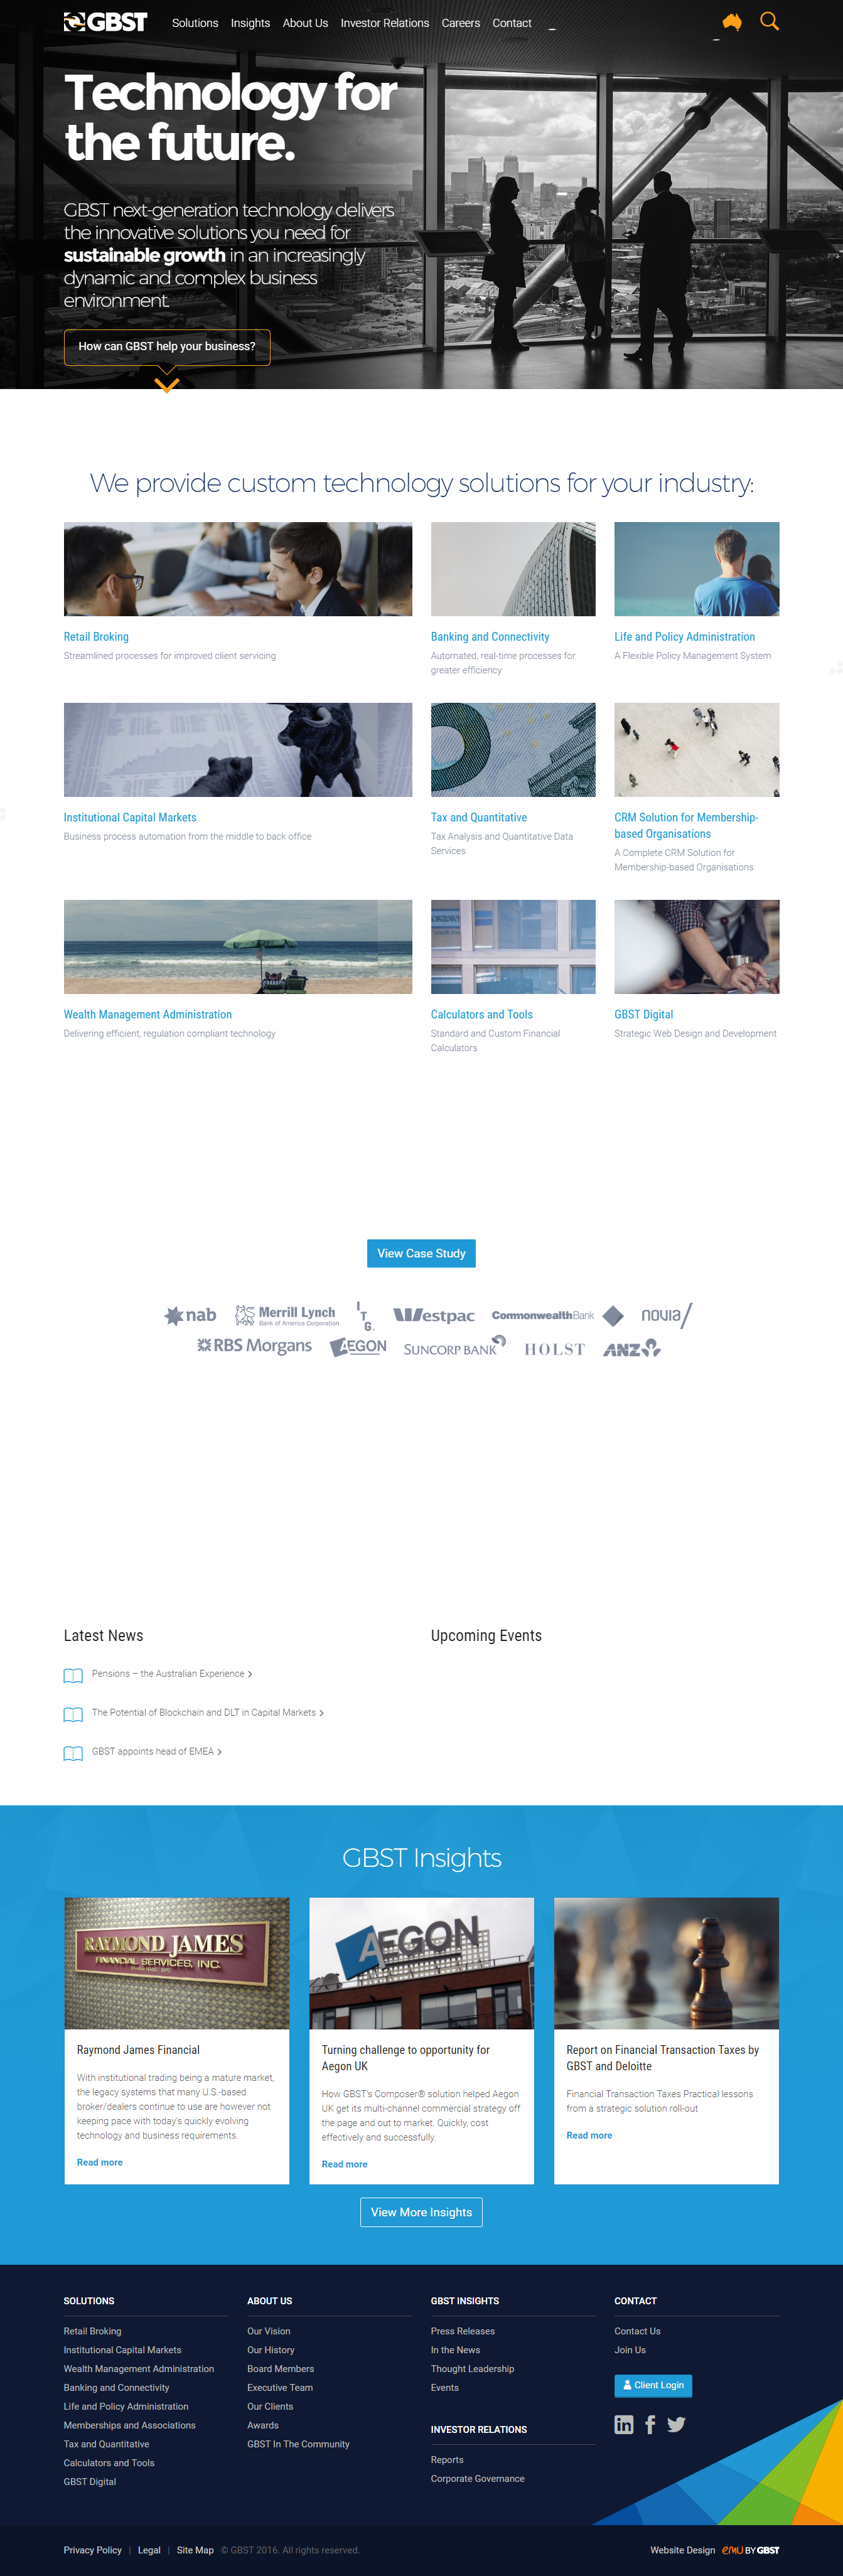 GBST
Solutions Insights About Us Investor Relations Careers Contact
Technology for
the future.
GBST next-generation technology delivers
the innovative solutions you need for
sustainable growth in an increasingly
dynamic and complex business
environment.
How can GBST help your business?
We provide custom technology solutions for your industry:
Retail Broking
Streamlined processes for improved client servicing
Banking and Connectivity
Automated, real-time processes for
greater efficiency
Life and Policy Administration
A Flexible Policy Management System
Institutional Capital Markets
Business process automation from the middle to back office
Tax and Quantitative
Tax Analysis and Quantitative Data
Services
CRM Solution for Membership-
based Organisations
A Complete CRM Solution for
Membership-based Organisations
Wealth Management Administration
Delivering efficient, regulation compliant technology
Calculators and Tools
Standard and Custom Financial
Calculators
GBST Digital
Strategic Web Design and Development
View Case Study
nab
Merrill Lynch
Bank of America Corporation
ITG
Westpac
CommonwealthBank
novia
RBS Morgans
AEGON
SUNCORP BANK
HOLST
ANZ
Latest News
Pensions – the Australian Experience
The Potential of Blockchain and DLT in Capital Markets
GBST appoints head of EMEA
Upcoming Events
GBST Insights
RAYMOND JAMES
FINANCIAL SERVICES, INC.
Raymond James Financial
With institutional trading being a mature market,
the legacy systems that many U.S.-based
broker/dealers continue to use are however not
keeping pace with today's quickly evolving
technology and business requirements.
Read more
AEGON
Turning challenge to opportunity for
Aegon UK
How GBST's Composer® solution helped Aegon
UK get its multi-channel commercial strategy off
the page and out to market. Quickly, cost
effectively and successfully.
Read more
Report on Financial Transaction Taxes by
GBST and Deloitte
Financial Transaction Taxes Practical lessons
from a strategic solution roll-out
Read more
View More Insights
SOLUTIONS
Retail Broking
Institutional Capital Markets
Wealth Management Administration
Banking and Connectivity
Life and Policy Administration
Memberships and Associations
Tax and Quantitative
Calculators and Tools
GBST Digital
ABOUT US
Our Vision
Our History
Board Members
Executive Team
Our Clients
Awards
GBST In The Community
GBST INSIGHTS
Press Releases
In the News
Thought Leadership
Events
INVESTOR RELATIONS
Reports
Corporate Governance
CONTACT
Contact Us
Join Us
Client Login
Privacy Policy | Legal | Site Map © GBST 2016. All rights reserved.
Website Design emu BY GBST